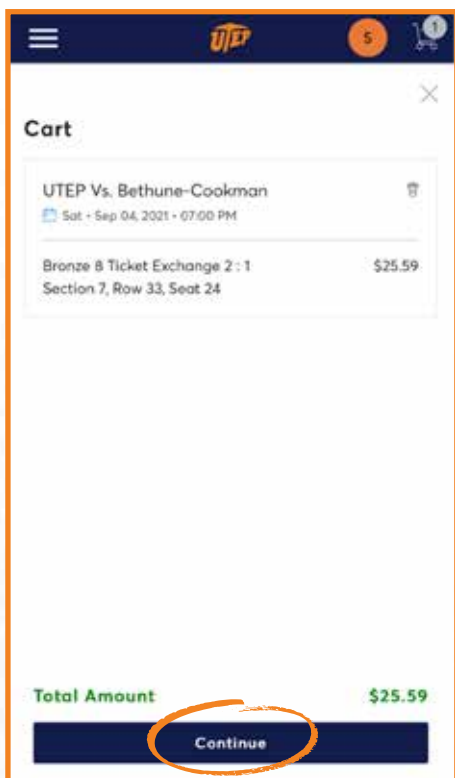 UTEP
S
1
Cart
UTEP Vs. Bethune-Cookman
Sat • Sep 04, 2021 • 07:00 PM
Bronze 8 Ticket Exchange 2 : 1 $25.59
Section 7, Row 33, Seat 24
Total Amount $25.59
Continue